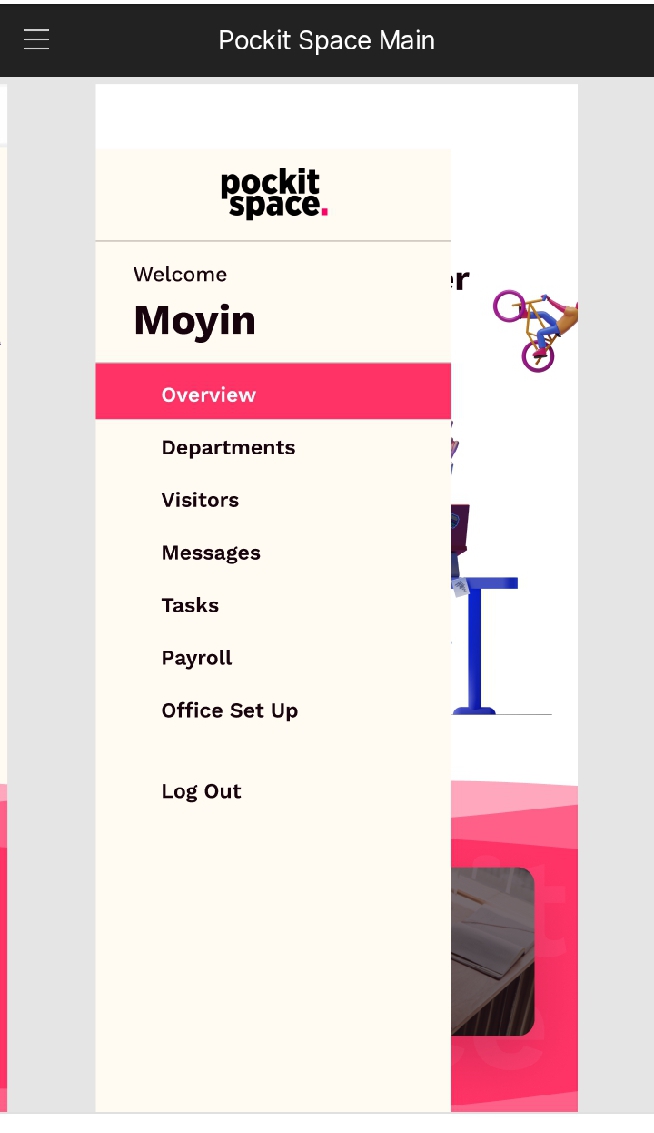 Pockit Space Main
pockit
space.
Welcome
er
Moyin
Overview
Departments
Visitors
Messages
Tasks
Payroll
Office Set Up
Log Out